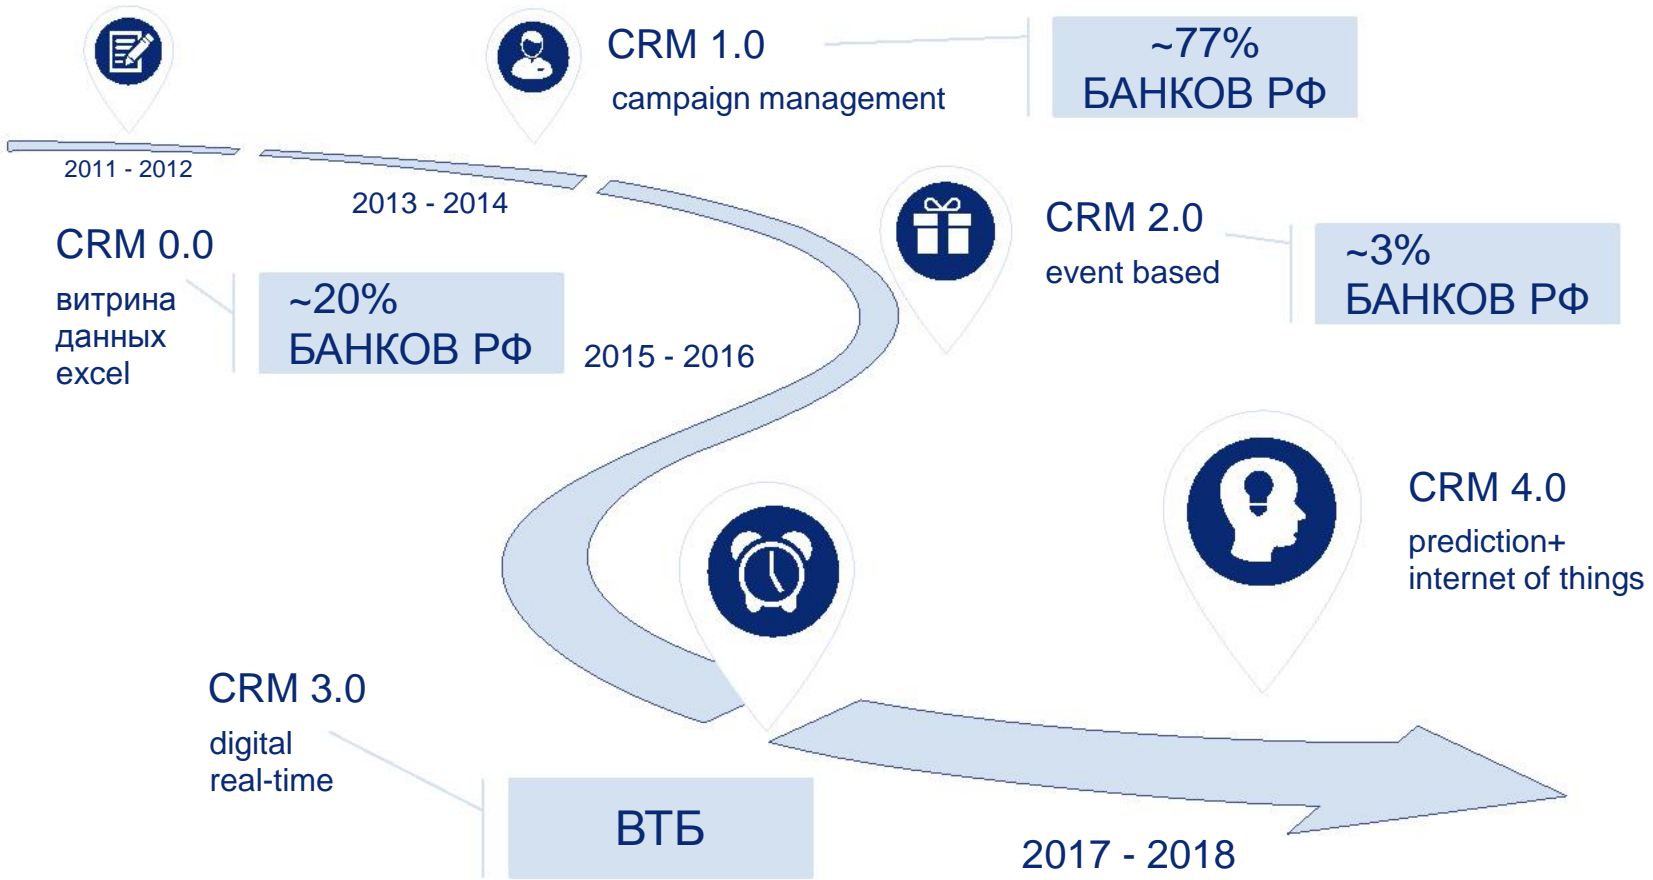 CRM 1.0
campaign management
~77%
БАНКОВ РФ
2011 - 2012
2013 - 2014
CRM 0.0
витрина
данных
excel
~20%
БАНКОВ РФ
CRM 2.0
event based
~3%
БАНКОВ РФ
2015 - 2016
CRM 4.0
prediction+
internet of things
CRM 3.0
digital
real-time
ВТБ
2017 - 2018